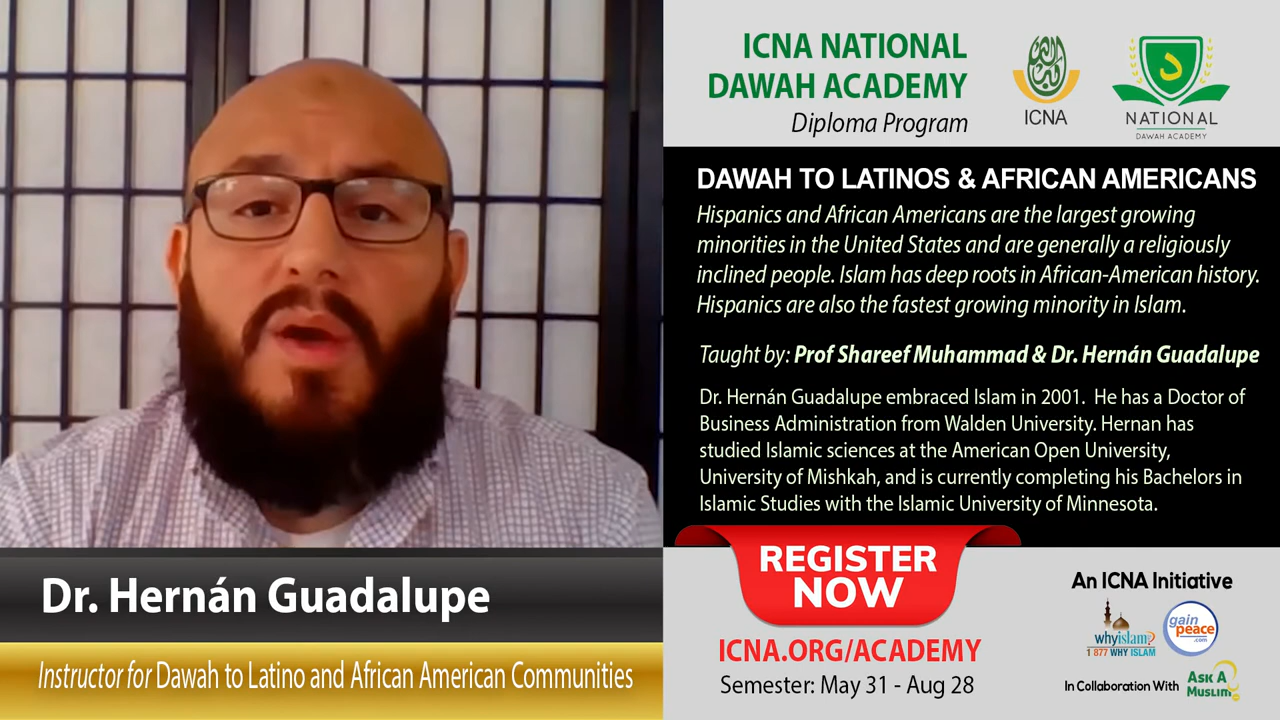 Dr. Hernán Guadalupe
Instructor for Dawah to Latino and African American Communities
ICNA NATIONAL
DAWAH ACADEMY
Diploma Program
ICNA
د
NATIONAL
DAWAH ACADEMY
DAWAH TO LATINOS & AFRICAN AMERICANS
Hispanics and African Americans are the largest growing
minorities in the United States and are generally a religiously
inclined people. Islam has deep roots in African-American history.
Hispanics are also the fastest growing minority in Islam.
Taught by: Prof Shareef Muhammad & Dr. Hernán Guadalupe
Dr. Hernán Guadalupe embraced Islam in 2001. He has a Doctor of
Business Administration from Walden University. Hernan has
studied Islamic sciences at the American Open University,
University of Mishkah, and is currently completing his Bachelors in
Islamic Studies with the Islamic University of Minnesota.
REGISTER
NOW
ICNA.ORG/ACADEMY
Semester: May 31 - Aug 28
An ICNA Initiative
whyislam?
1 877 WHY ISLAM
gain
peace
.com
In Collaboration With
ASK A
MUSLIM